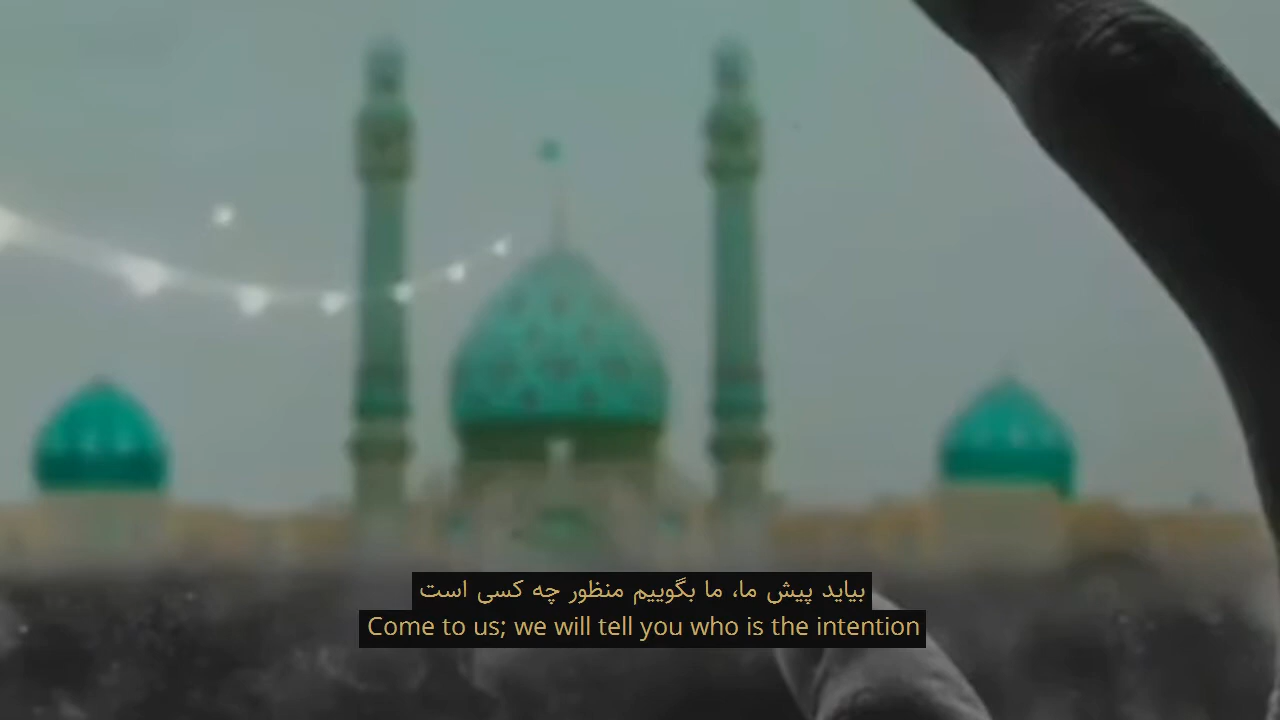 بیاید پیش ما، ما بگوییم منظور چه کسی است
Come to us; we will tell you who is the intention